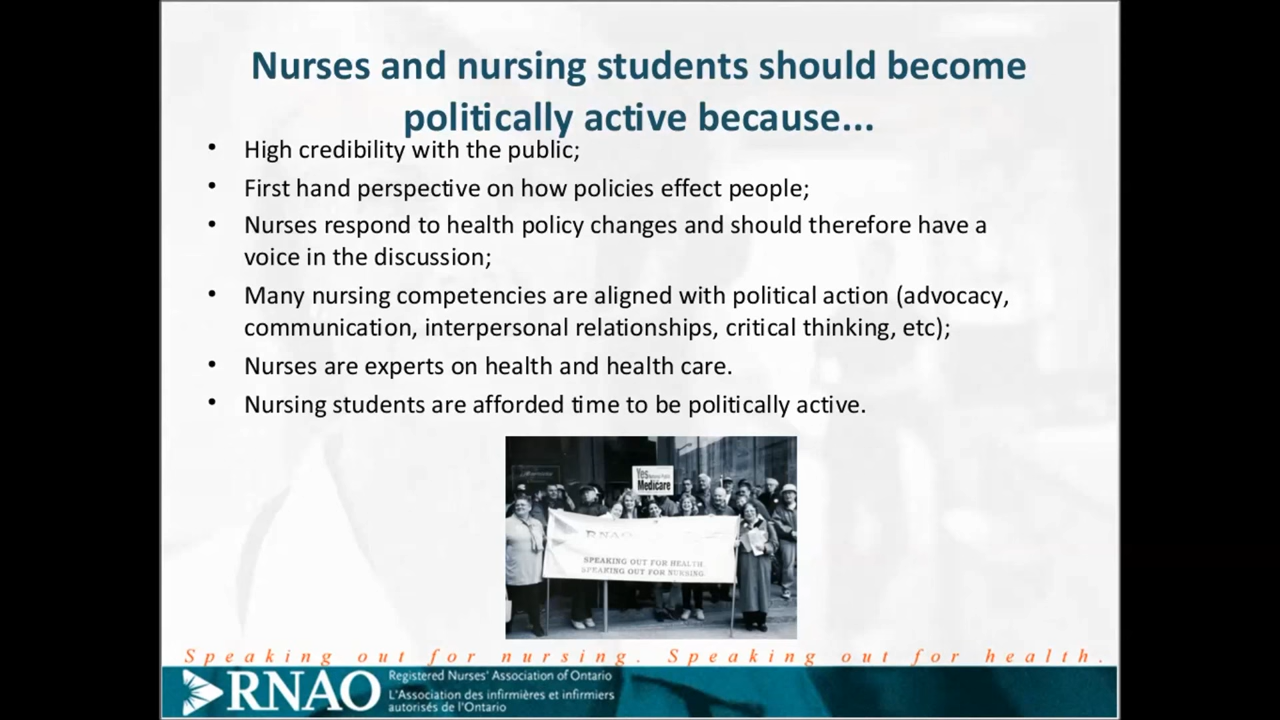 Nurses and nursing students should become
politically active because...
• High credibility with the public;
• First hand perspective on how policies effect people;
• Nurses respond to health policy changes and should therefore have a
voice in the discussion;
• Many nursing competencies are aligned with political action (advocacy,
communication, interpersonal relationships, critical thinking, etc);
• Nurses are experts on health and health care.
• Nursing students are afforded time to be politically active.
Yes
Medicare
RNAO
SPEAKING OUT FOR HEALTH
SPEAKING OUT FOR NURSING
Speaking out for nursing. Speaking out for health.
RNAO
Registered Nurses' Association of Ontario
L'Association des infirmières et infirmiers
autorisés de l'Ontario